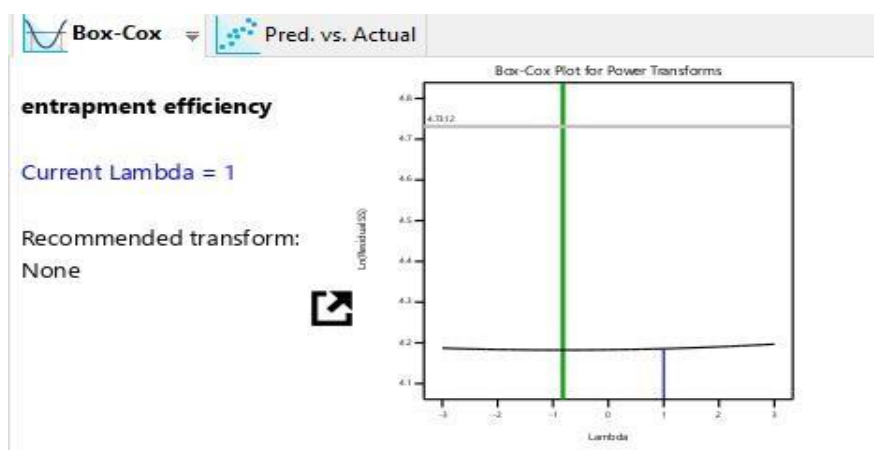 Box-Cox
Pred. vs. Actual
entrapment efficiency
Current Lambda = 1
Recommended transform:
None
Box-Cox Plot for Power Transforms
Ln(ResidualSS)
4.8
4.7312
4.7
4.6
4.5
4.4
4.3
4.2
4.1
-3 -2 -1 0 1 2 3
Lambda